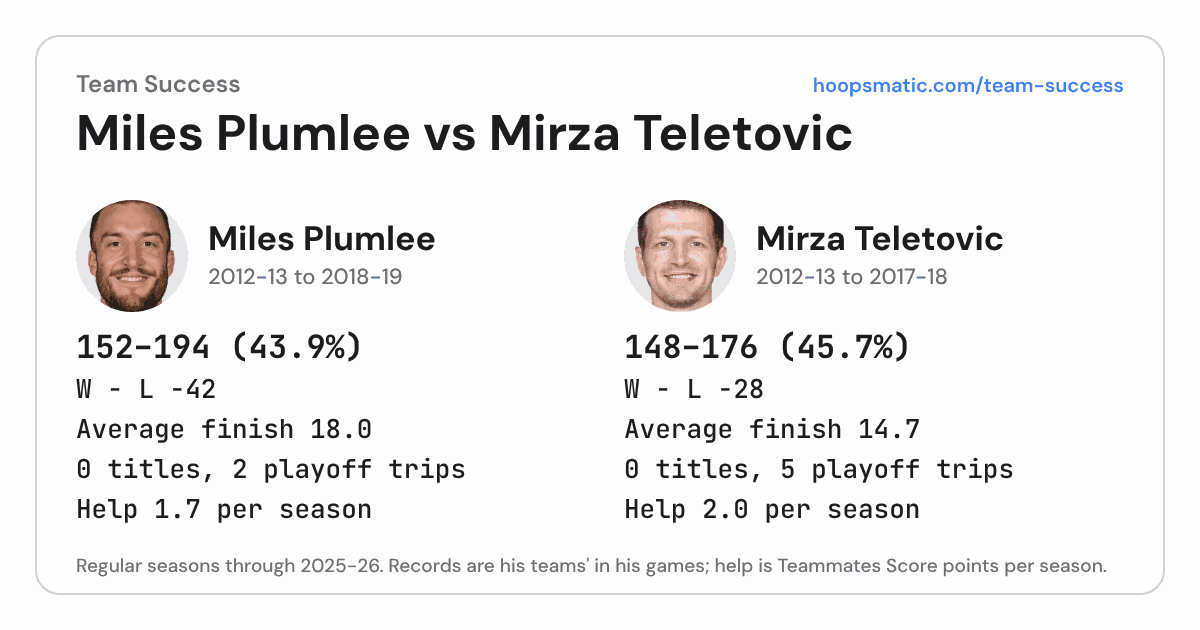 Team Success
hoopsmatic.com/team-success
Miles Plumlee vs Mirza Teletovic
Miles Plumlee
2012-13 to 2018-19
152-194 (43.9%)
W - L -42
Average finish 18.0
0 titles, 2 playoff trips
Help 1.7 per season
Mirza Teletovic
2012-13 to 2017-18
148-176 (45.7%)
W - L -28
Average finish 14.7
0 titles, 5 playoff trips
Help 2.0 per season
Regular seasons through 2025-26. Records are his teams' in his games; help is Teammates Score points per season.